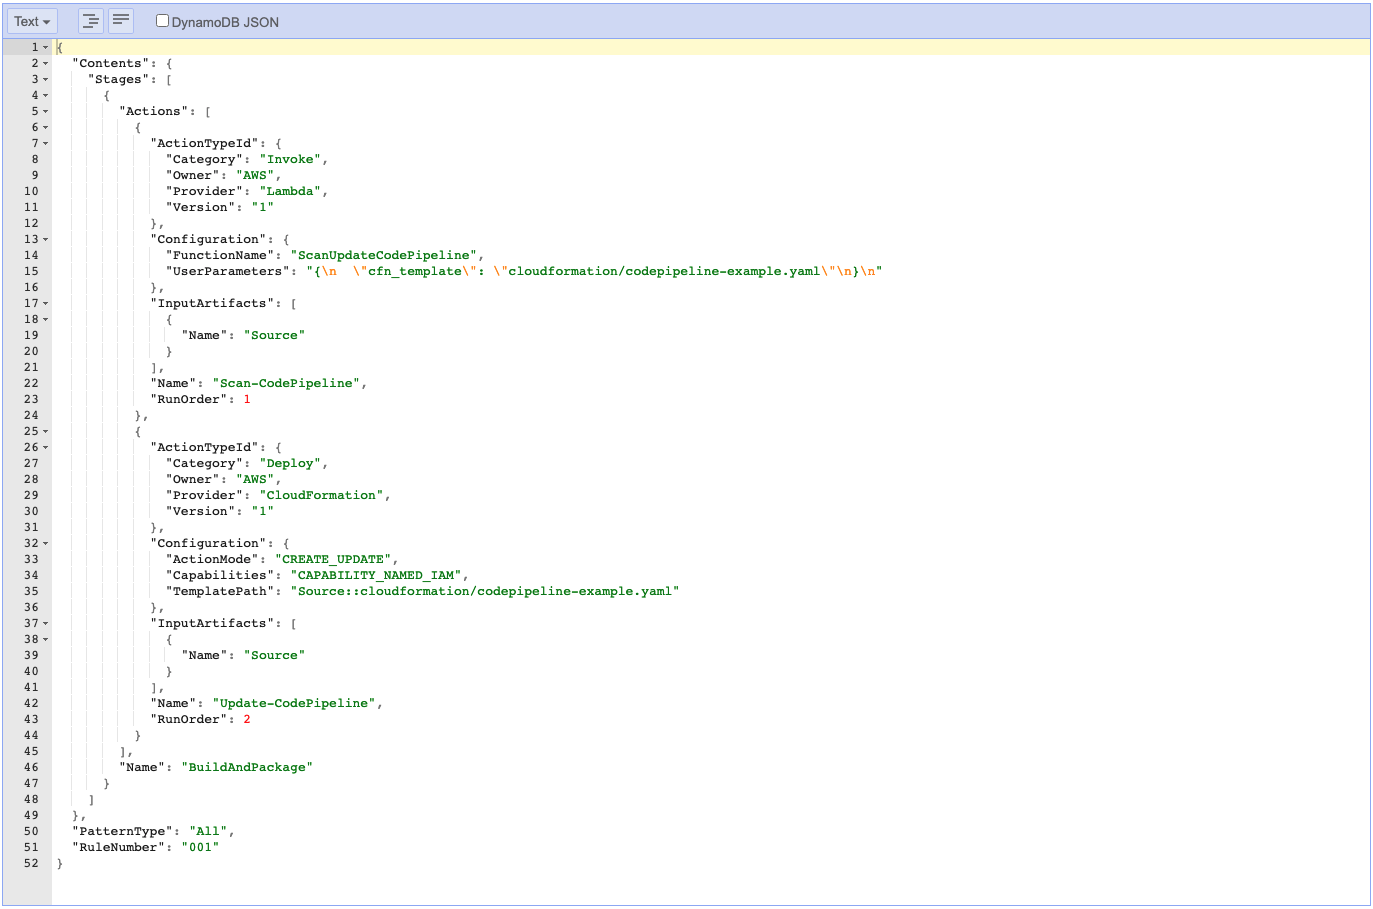 Text
DynamoDB JSON
1 {
2 "Contents": {
3 "Stages": [
4 {
5 "Actions": [
6 {
7 "ActionTypeId": {
8 "Category": "Invoke",
9 "Owner": "AWS",
10 "Provider": "Lambda",
11 "Version": "1"
12 },
13 "Configuration": {
14 "FunctionName": "ScanUpdateCodePipeline",
15 "UserParameters": "{\n  \"cfn_template\": \"cloudformation/codepipeline-example.yaml\"\n}\n"
16 },
17 "InputArtifacts": [
18 {
19 "Name": "Source"
20 }
21 ],
22 "Name": "Scan-CodePipeline",
23 "RunOrder": 1
24 },
25 {
26 "ActionTypeId": {
27 "Category": "Deploy",
28 "Owner": "AWS",
29 "Provider": "CloudFormation",
30 "Version": "1"
31 },
32 "Configuration": {
33 "ActionMode": "CREATE_UPDATE",
34 "Capabilities": "CAPABILITY_NAMED_IAM",
35 "TemplatePath": "Source::cloudformation/codepipeline-example.yaml"
36 },
37 "InputArtifacts": [
38 {
39 "Name": "Source"
40 }
41 ],
42 "Name": "Update-CodePipeline",
43 "RunOrder": 2
44 }
45 ],
46 "Name": "BuildAndPackage"
47 }
48 ]
49 },
50 "PatternType": "All",
51 "RuleNumber": "001"
52 }